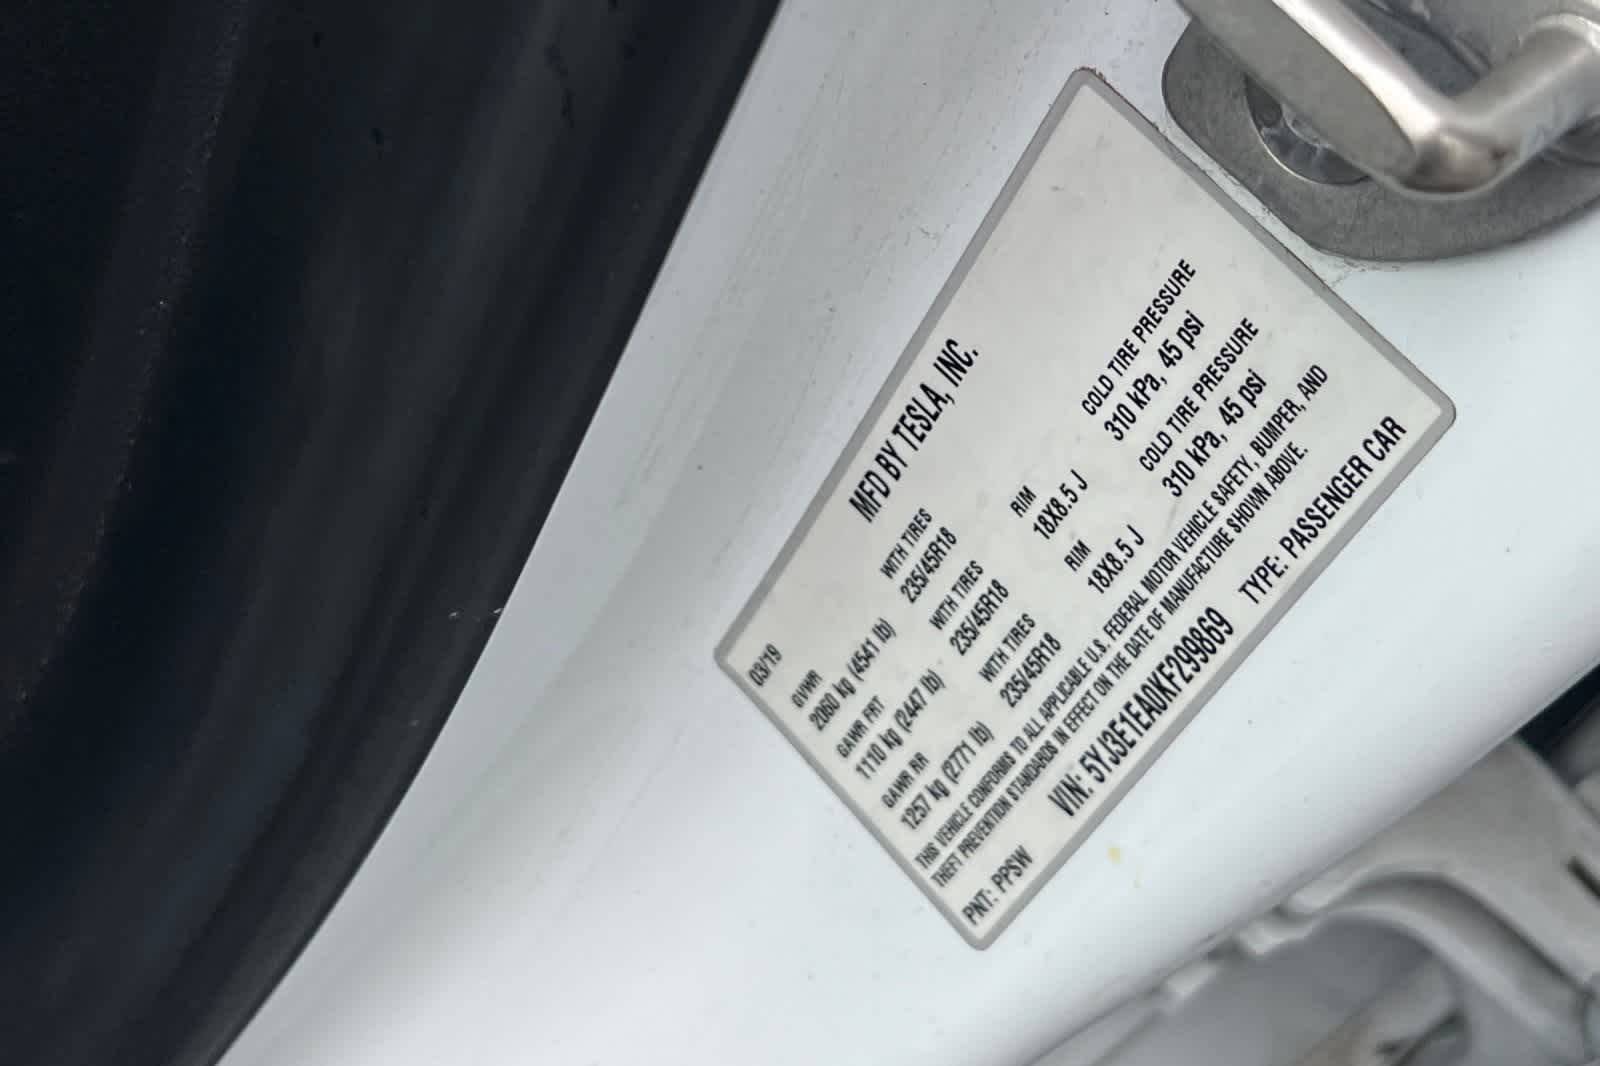 MFD BY TESLA, INC.
03/19
GVWR WITH TIRES RIM COLD TIRE PRESSURE
2060 kg (4541 lb) 235/45R18 18X8.5 J 310 kPa, 45 psi
GAWR FRT WITH TIRES RIM COLD TIRE PRESSURE
1110 kg (2447 lb) 235/45R18 18X8.5 J 310 kPa, 45 psi
GAWR RR WITH TIRES
1257 kg (2771 lb) 235/45R18
THIS VEHICLE CONFORMS TO ALL APPLICABLE U.S. FEDERAL MOTOR VEHICLE SAFETY, BUMPER, AND
THEFT PREVENTION STANDARDS IN EFFECT ON THE DATE OF MANUFACTURE SHOWN ABOVE.
VIN: 5YJ3E1EA0KF299869 TYPE: PASSENGER CAR
PNT: PPSW